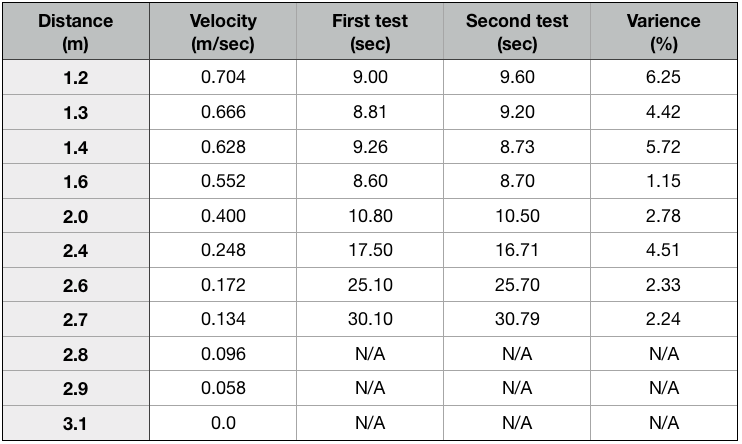 Distance Velocity First test Second test Varience
(m) (m/sec) (sec) (sec) (%)
1.2 0.704 9.00 9.60 6.25
1.3 0.666 8.81 9.20 4.42
1.4 0.628 9.26 8.73 5.72
1.6 0.552 8.60 8.70 1.15
2.0 0.400 10.80 10.50 2.78
2.4 0.248 17.50 16.71 4.51
2.6 0.172 25.10 25.70 2.33
2.7 0.134 30.10 30.79 2.24
2.8 0.096 N/A N/A N/A
2.9 0.058 N/A N/A N/A
3.1 0.0 N/A N/A N/A